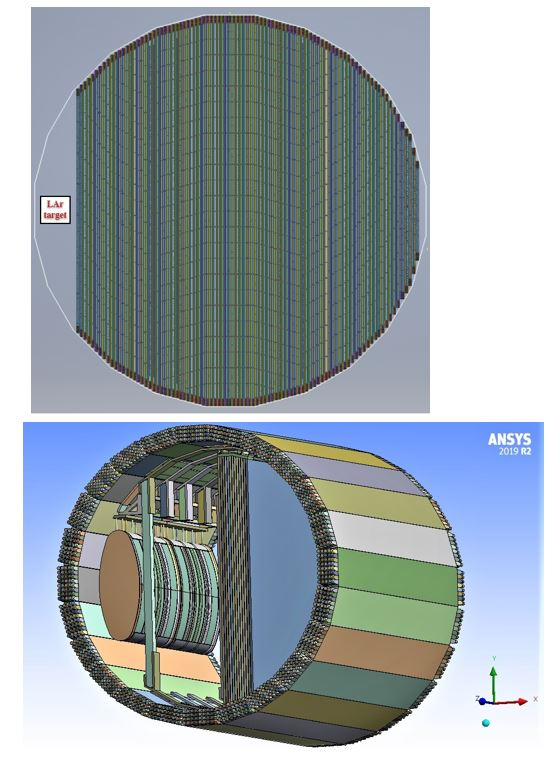 LAr
target
ANSYS
2019 R2
Y
Z
X